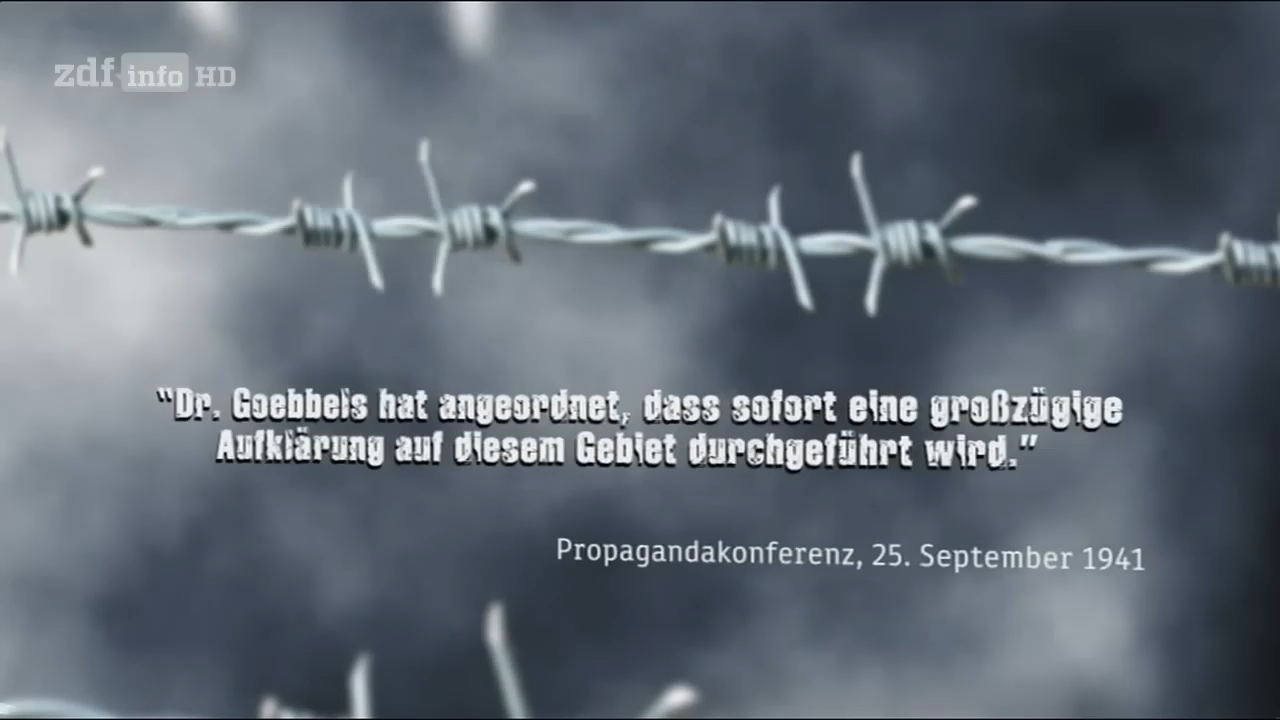 zdf info HD
"Dr. Goebbels hat angeordnet, dass sofort eine großzügige
Aufklärung auf diesem Gebiet durchgeführt wird."
Propagandakonferenz, 25. September 1941